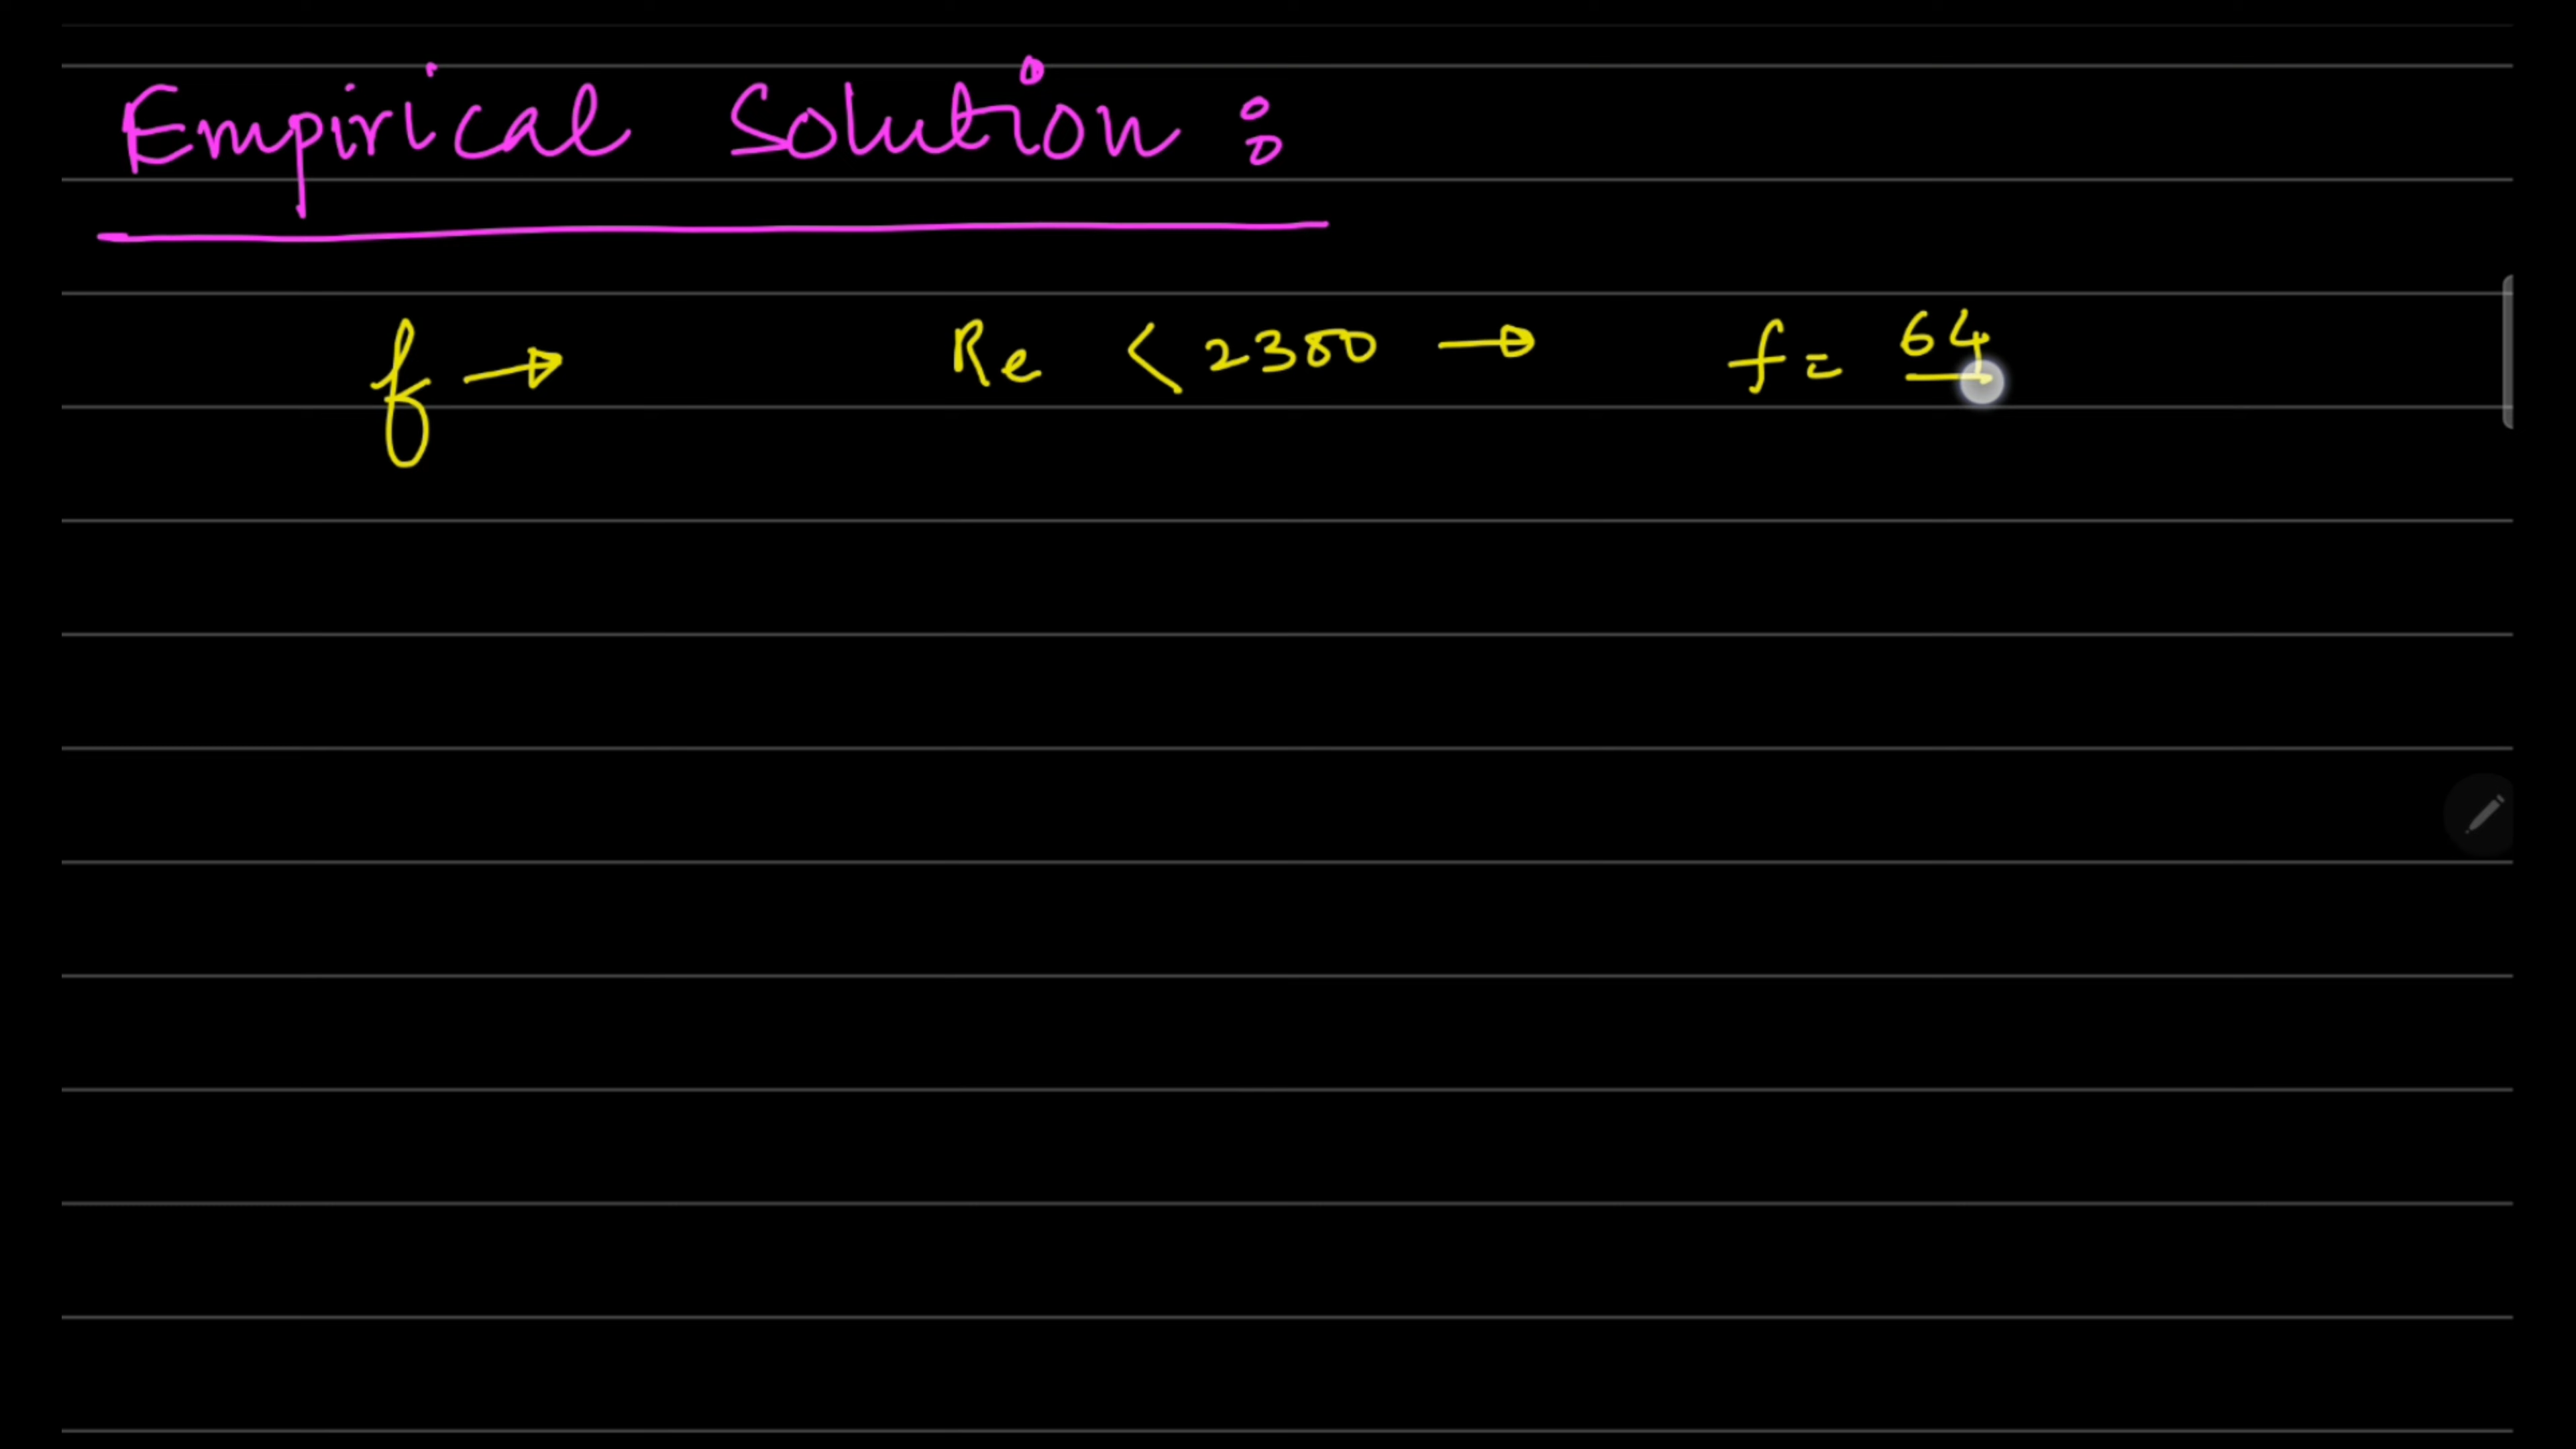 Empirical Solution :
f → Re < 2300 → f = 64